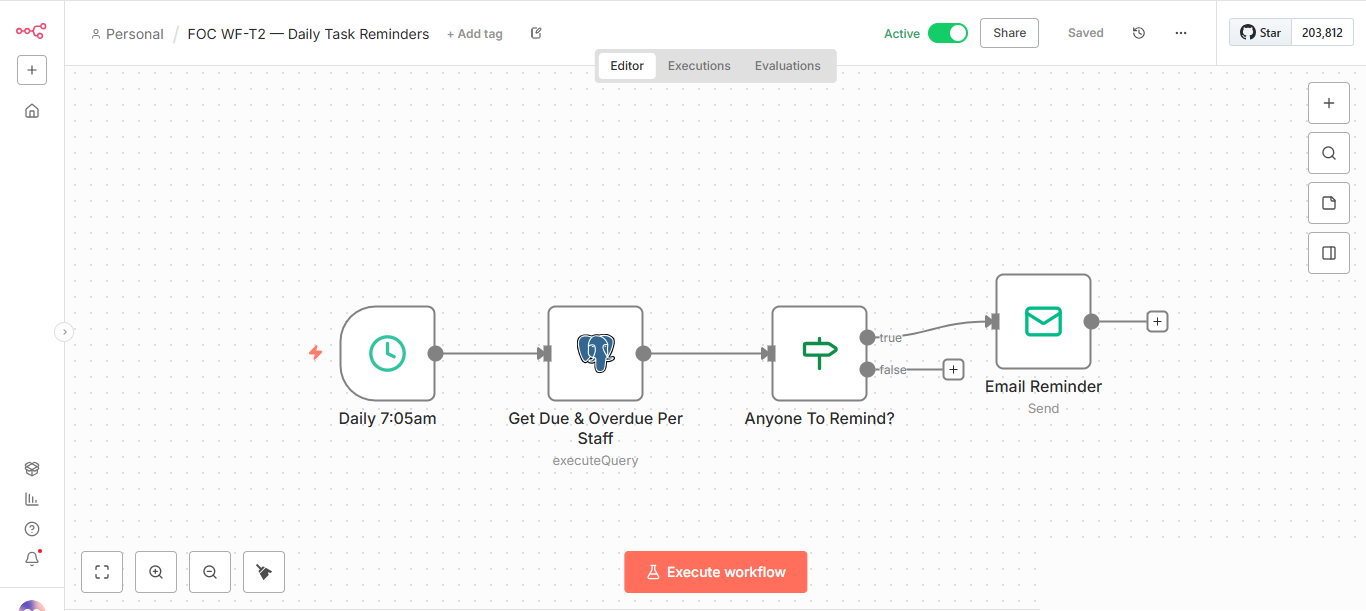 Personal / FOC WF-T2 — Daily Task Reminders + Add tag Active Share Saved Star 203,812
Editor Executions Evaluations
true
false
Daily 7:05am
Get Due & Overdue Per
Staff
executeQuery
Anyone To Remind?
Email Reminder
Send
Execute workflow